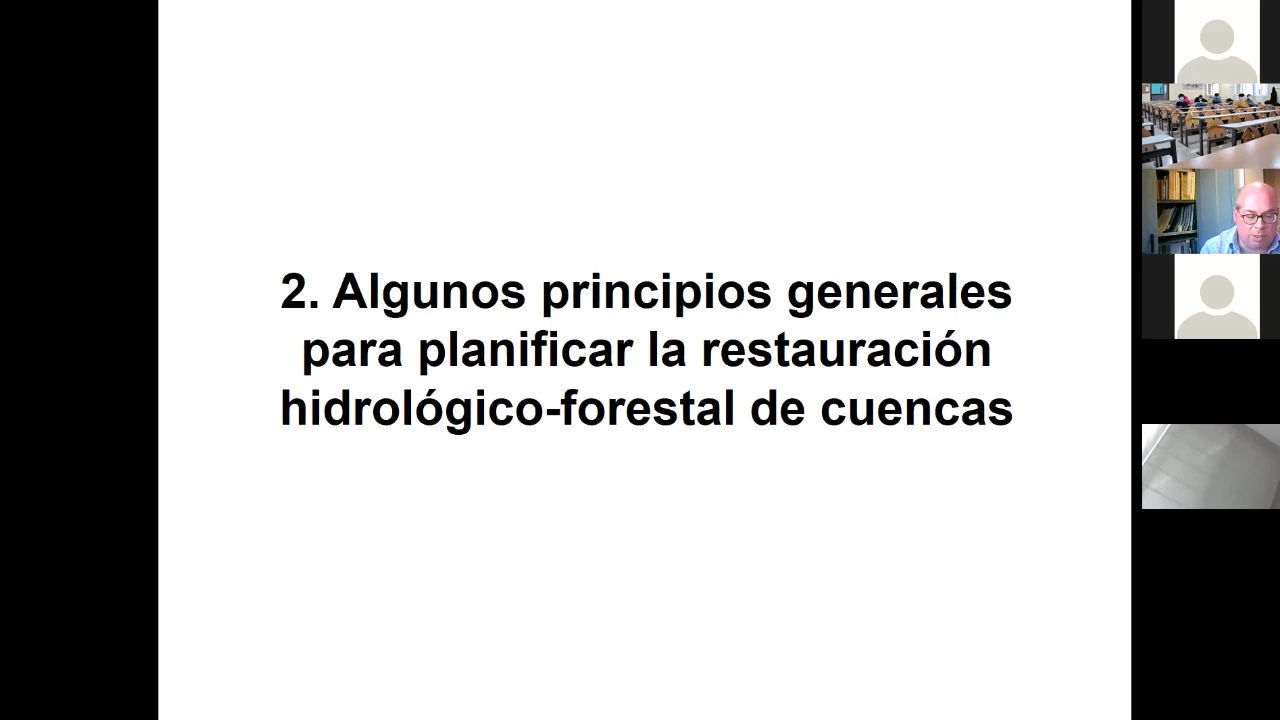 2. Algunos principios generales
para planificar la restauración
hidrológico-forestal de cuencas